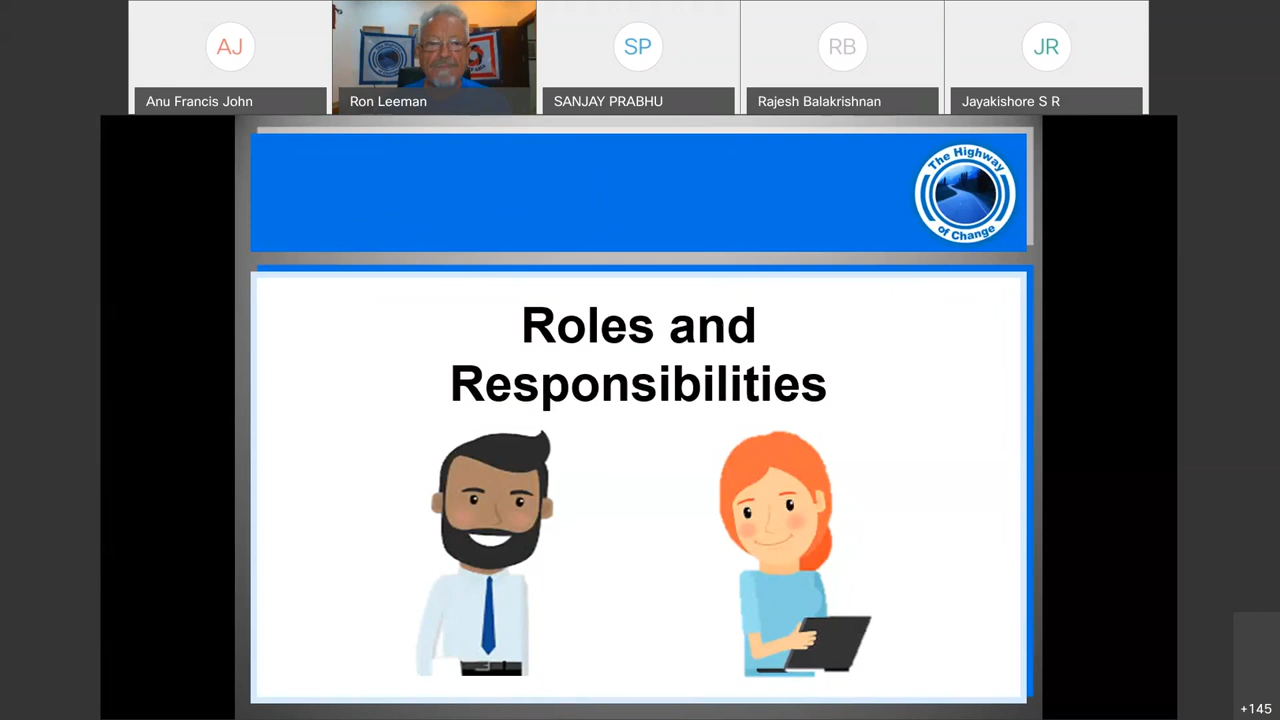 AJ
SP
RB
JR
Anu Francis John
Ron Leeman
SANJAY PRABHU
Rajesh Balakrishnan
Jayakishore S R
The Highway
of Change
Roles and
Responsibilities
+145